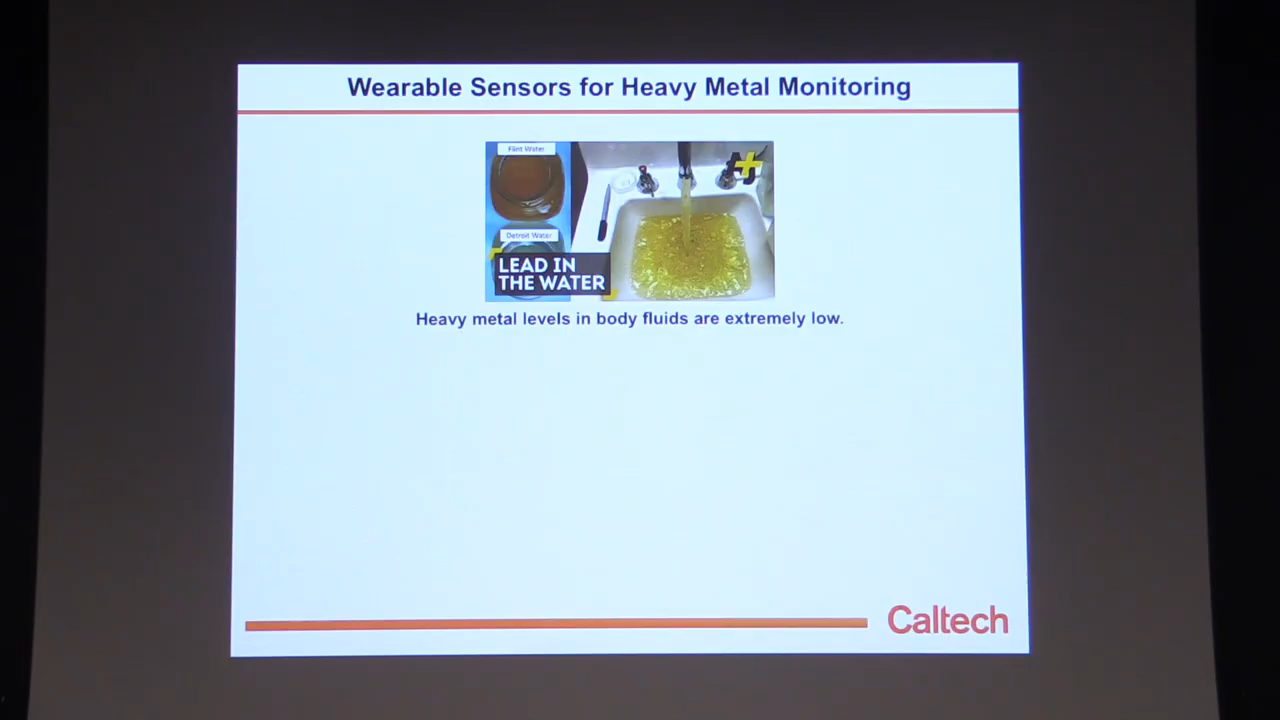 Wearable Sensors for Heavy Metal Monitoring
Flint Water
Detroit Water
LEAD IN
THE WATER
Heavy metal levels in body fluids are extremely low.
Caltech